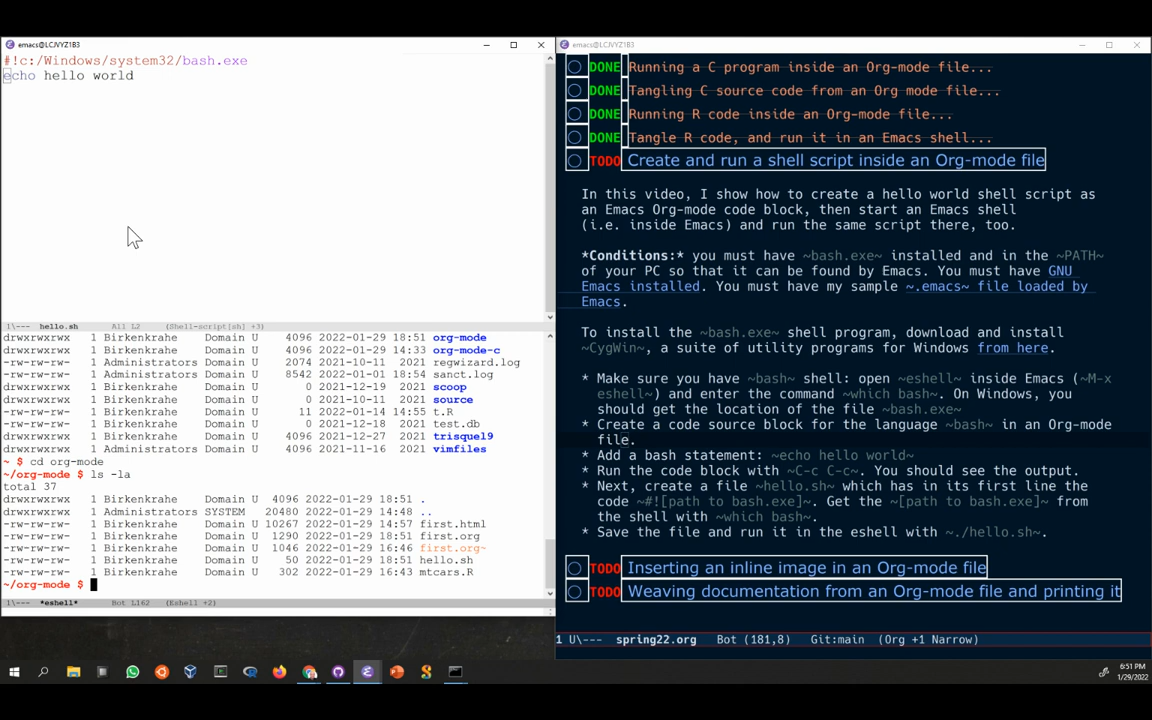 emacs@LCJVYZ1B3
#!c:/Windows/system32/bash.exe
echo hello world
1\--- hello.sh All L2 (Shell-script[sh] +3)
drwxrwxrwx 1 Birkenkrahe Domain U 4096 2022-01-29 18:51 org-mode
drwxrwxrwx 1 Birkenkrahe Domain U 4096 2022-01-29 14:33 org-mode-c
-rw-rw-rw- 1 Administrators Domain U 2074 2021-10-11 2021 regwizard.log
-rw-rw-rw- 1 Administrators Domain U 8542 2022-01-01 18:54 sanct.log
drwxrwxrwx 1 Birkenkrahe Domain U 0 2021-12-19 2021 scoop
drwxrwxrwx 1 Birkenkrahe Domain U 0 2021-10-11 2021 source
-rw-rw-rw- 1 Birkenkrahe Domain U 11 2022-01-14 14:55 t.R
-rw-rw-rw- 1 Birkenkrahe Domain U 0 2021-12-18 2021 test.db
drwxrwxrwx 1 Birkenkrahe Domain U 4096 2021-12-27 2021 trisquel9
drwxrwxrwx 1 Administrators Domain U 0 2021-11-16 2021 vimfiles
~ $ cd org-mode
~/org-mode $ ls -la
total 37
drwxrwxrwx 1 Birkenkrahe Domain U 4096 2022-01-29 18:51 .
drwxrwxrwx 1 Administrators SYSTEM 20480 2022-01-29 14:48 ..
-rw-rw-rw- 1 Birkenkrahe Domain U 10267 2022-01-29 14:57 first.html
-rw-rw-rw- 1 Birkenkrahe Domain U 1290 2022-01-29 18:51 first.org
-rw-rw-rw- 1 Birkenkrahe Domain U 1046 2022-01-29 16:46 first.org~
-rw-rw-rw- 1 Birkenkrahe Domain U 50 2022-01-29 18:51 hello.sh
-rw-rw-rw- 1 Birkenkrahe Domain U 302 2022-01-29 16:43 mtcars.R
~/org-mode $
1\--- *eshell* Bot L162 (Eshell +2)
emacs@LCJVYZ1B3
DONE Running a C program inside an Org-mode file...
DONE Tangling C source code from an Org mode file...
DONE Running R code inside an Org-mode file...
DONE Tangle R code, and run it in an Emacs shell...
TODO Create and run a shell script inside an Org-mode file
In this video, I show how to create a hello world shell script as
an Emacs Org-mode code block, then start an Emacs shell
(i.e. inside Emacs) and run the same script there, too.
*Conditions:* you must have ~bash.exe~ installed and in the ~PATH~
of your PC so that it can be found by Emacs. You must have GNU
Emacs installed. You must have my sample ~.emacs~ file loaded by
Emacs.
To install the ~bash.exe~ shell program, download and install
~CygWin~, a suite of utility programs for Windows from here.
* Make sure you have ~bash~ shell: open ~eshell~ inside Emacs (~M-x
eshell~) and enter the command ~which bash~. On Windows, you
should get the location of the file ~bash.exe~
* Create a code source block for the language ~bash~ in an Org-mode
file.
* Add a bash statement: ~echo hello world~
* Run the code block with ~C-c C-c~. You should see the output.
* Next, create a file ~hello.sh~ which has in its first line the
code ~#![path to bash.exe]~. Get the ~[path to bash.exe]~ from
the shell with ~which bash~.
* Save the file and run it in the eshell with ~./hello.sh~.
TODO Inserting an inline image in an Org-mode file
TODO Weaving documentation from an Org-mode file and printing it
1 U\--- spring22.org Bot (181,8) Git:main (Org +1 Narrow)
6:51 PM
1/29/2022